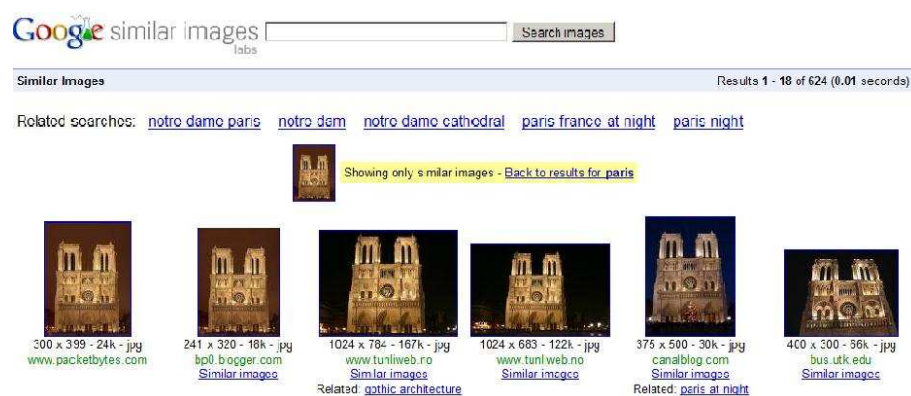 Google similar images Search images
labs
Similar Images Results 1 - 18 of 624 (0.01 seconds)
Related searches: notre dame paris notre dam notre dame cathedral paris france at night paris night
Showing only similar images - Back to results for paris
300 x 399 - 24k - jpg 241 x 320 - 18k - jpg 1024 x 784 - 167k - jpg 1024 x 683 - 122k - jpg 375 x 500 - 30k - jpg 400 x 300 - 66k - jpg
www.packetbytes.com bp0.blogger.com www.tunliweb.no www.tunliweb.no canalblog.com bus.utk.edu
Similar images Similar images Similar images Similar images Similar images
Related: gothic architecture Related: paris at night